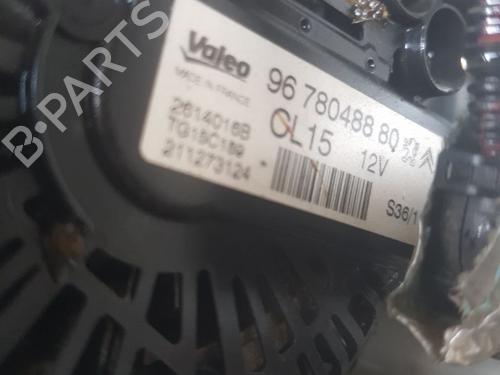 Valeo
MADE IN FRANCE
96 780488 80
CL15
12V
2614016B
TG15C189
211273124
S36/1
B-PARTS